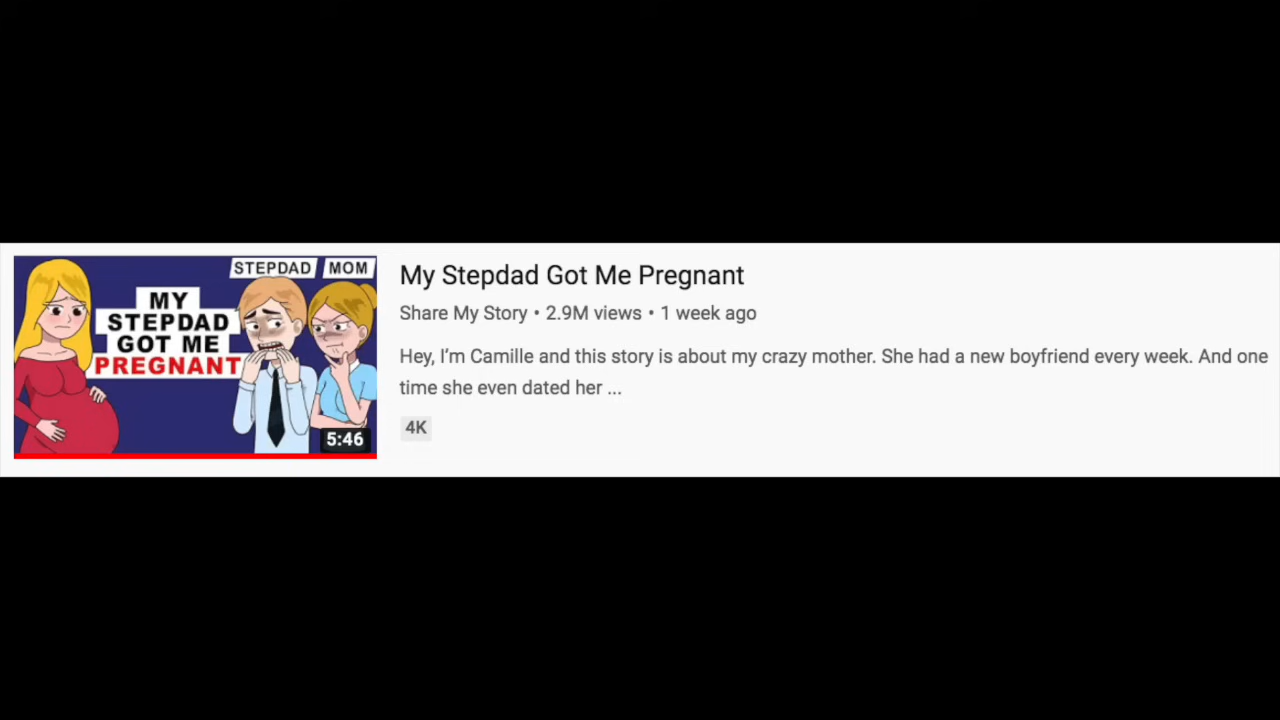 STEPDAD MOM
MY
STEPDAD
GOT ME
PREGNANT
5:46
My Stepdad Got Me Pregnant
Share My Story • 2.9M views • 1 week ago
Hey, I’m Camille and this story is about my crazy mother. She had a new boyfriend every week. And one
time she even dated her ...
4K